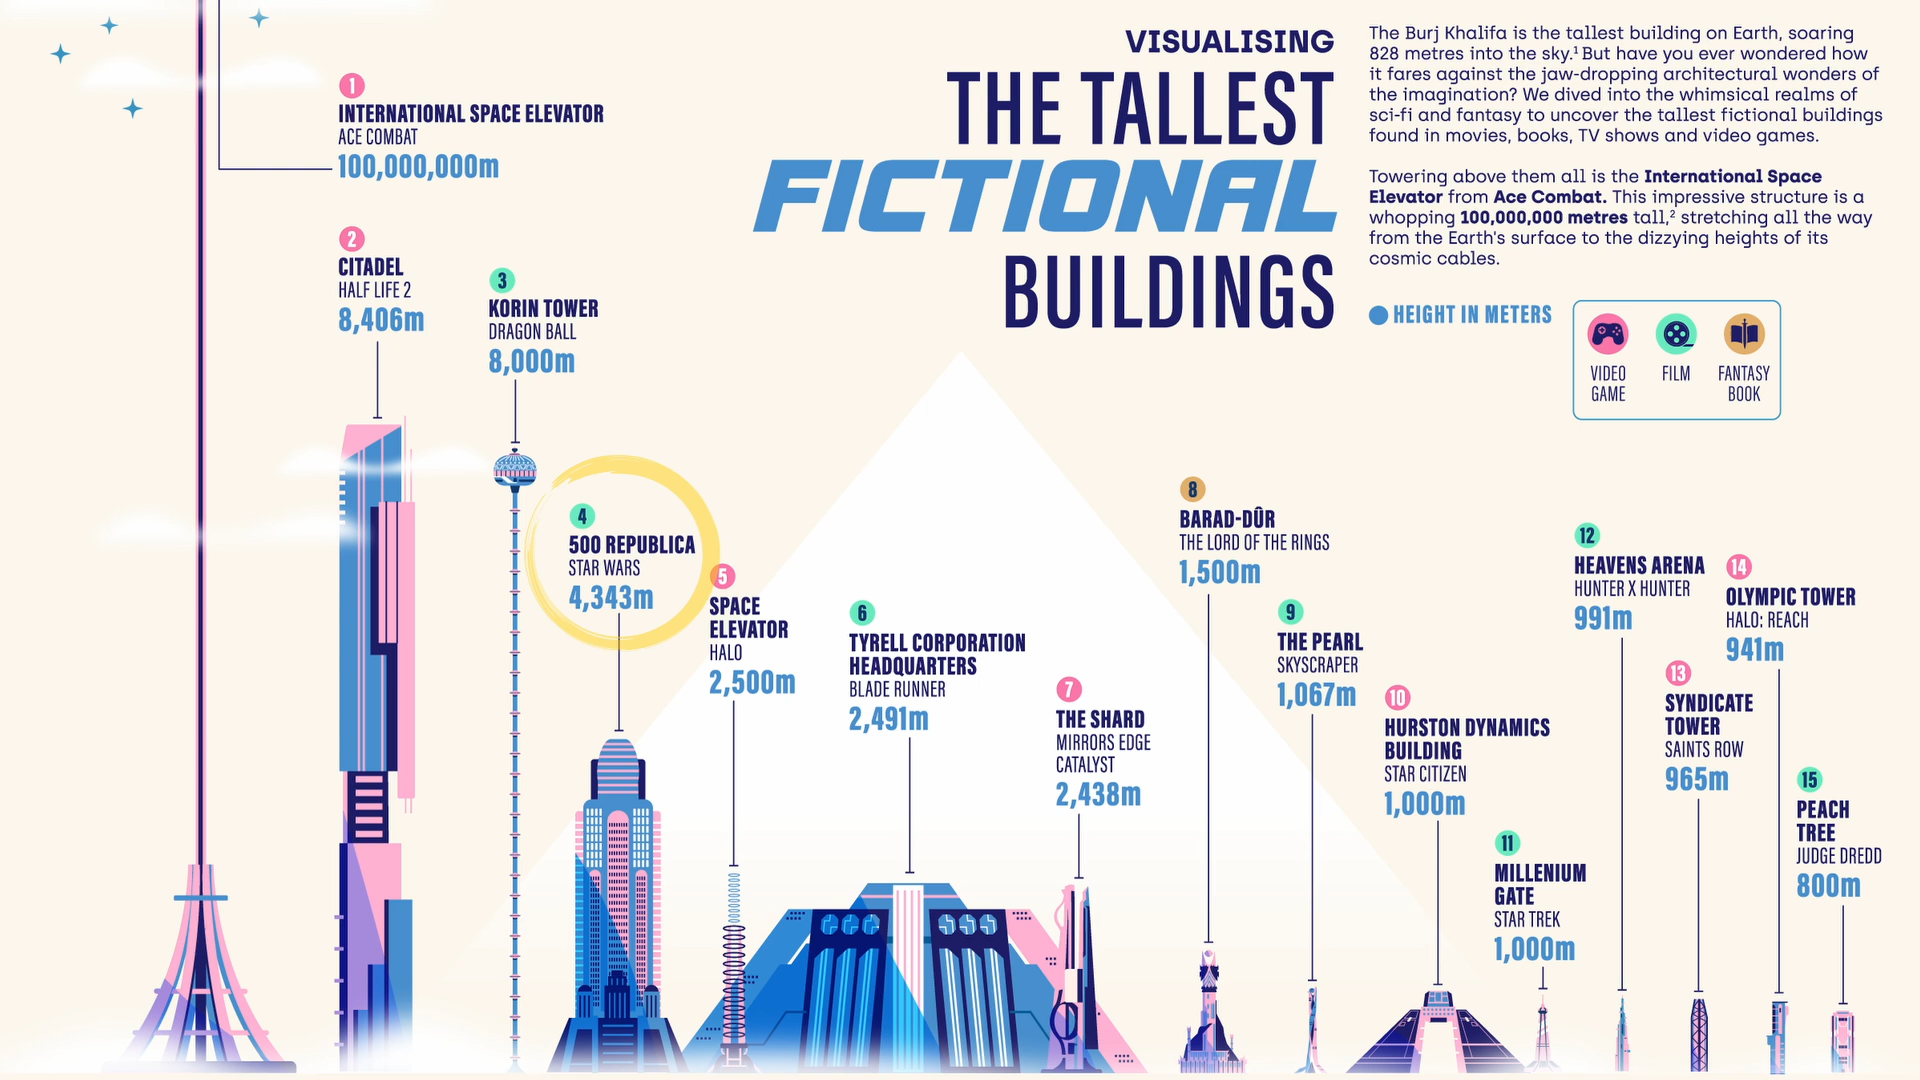 VISUALISING
THE TALLEST
FICTIONAL
BUILDINGS
The Burj Khalifa is the tallest building on Earth, soaring
828 metres into the sky.¹ But have you ever wondered how
it fares against the jaw-dropping architectural wonders of
the imagination? We dived into the whimsical realms of
sci-fi and fantasy to uncover the tallest fictional buildings
found in movies, books, TV shows and video games.
Towering above them all is the International Space
Elevator from Ace Combat. This impressive structure is a
whopping 100,000,000 metres tall,² stretching all the way
from the Earth's surface to the dizzying heights of its
cosmic cables.
HEIGHT IN METERS
VIDEO
GAME
FILM
FANTASY
BOOK
1
INTERNATIONAL SPACE ELEVATOR
ACE COMBAT
100,000,000m
2
CITADEL
HALF LIFE 2
8,406m
3
KORIN TOWER
DRAGON BALL
8,000m
4
500 REPUBLICA
STAR WARS
4,343m
5
SPACE
ELEVATOR
HALO
2,500m
6
TYRELL CORPORATION
HEADQUARTERS
BLADE RUNNER
2,491m
7
THE SHARD
MIRRORS EDGE
CATALYST
2,438m
8
BARAD-DÛR
THE LORD OF THE RINGS
1,500m
9
THE PEARL
SKYSCRAPER
1,067m
10
HURSTON DYNAMICS
BUILDING
STAR CITIZEN
1,000m
11
MILLENIUM
GATE
STAR TREK
1,000m
12
HEAVENS ARENA
HUNTER X HUNTER
991m
13
SYNDICATE
TOWER
SAINTS ROW
965m
14
OLYMPIC TOWER
HALO: REACH
941m
15
PEACH
TREE
JUDGE DREDD
800m